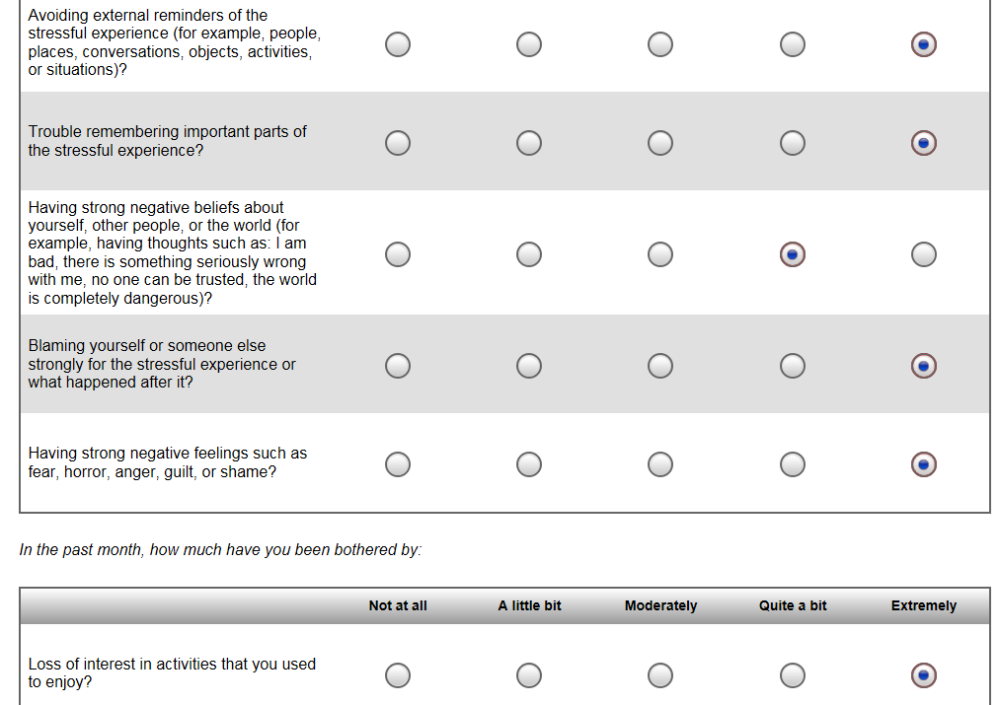 Avoiding external reminders of the
stressful experience (for example, people,
places, conversations, objects, activities,
or situations)?
Trouble remembering important parts of
the stressful experience?
Having strong negative beliefs about
yourself, other people, or the world (for
example, having thoughts such as: I am
bad, there is something seriously wrong
with me, no one can be trusted, the world
is completely dangerous)?
Blaming yourself or someone else
strongly for the stressful experience or
what happened after it?
Having strong negative feelings such as
fear, horror, anger, guilt, or shame?
In the past month, how much have you been bothered by:
Not at all A little bit Moderately Quite a bit Extremely
Loss of interest in activities that you used
to enjoy?